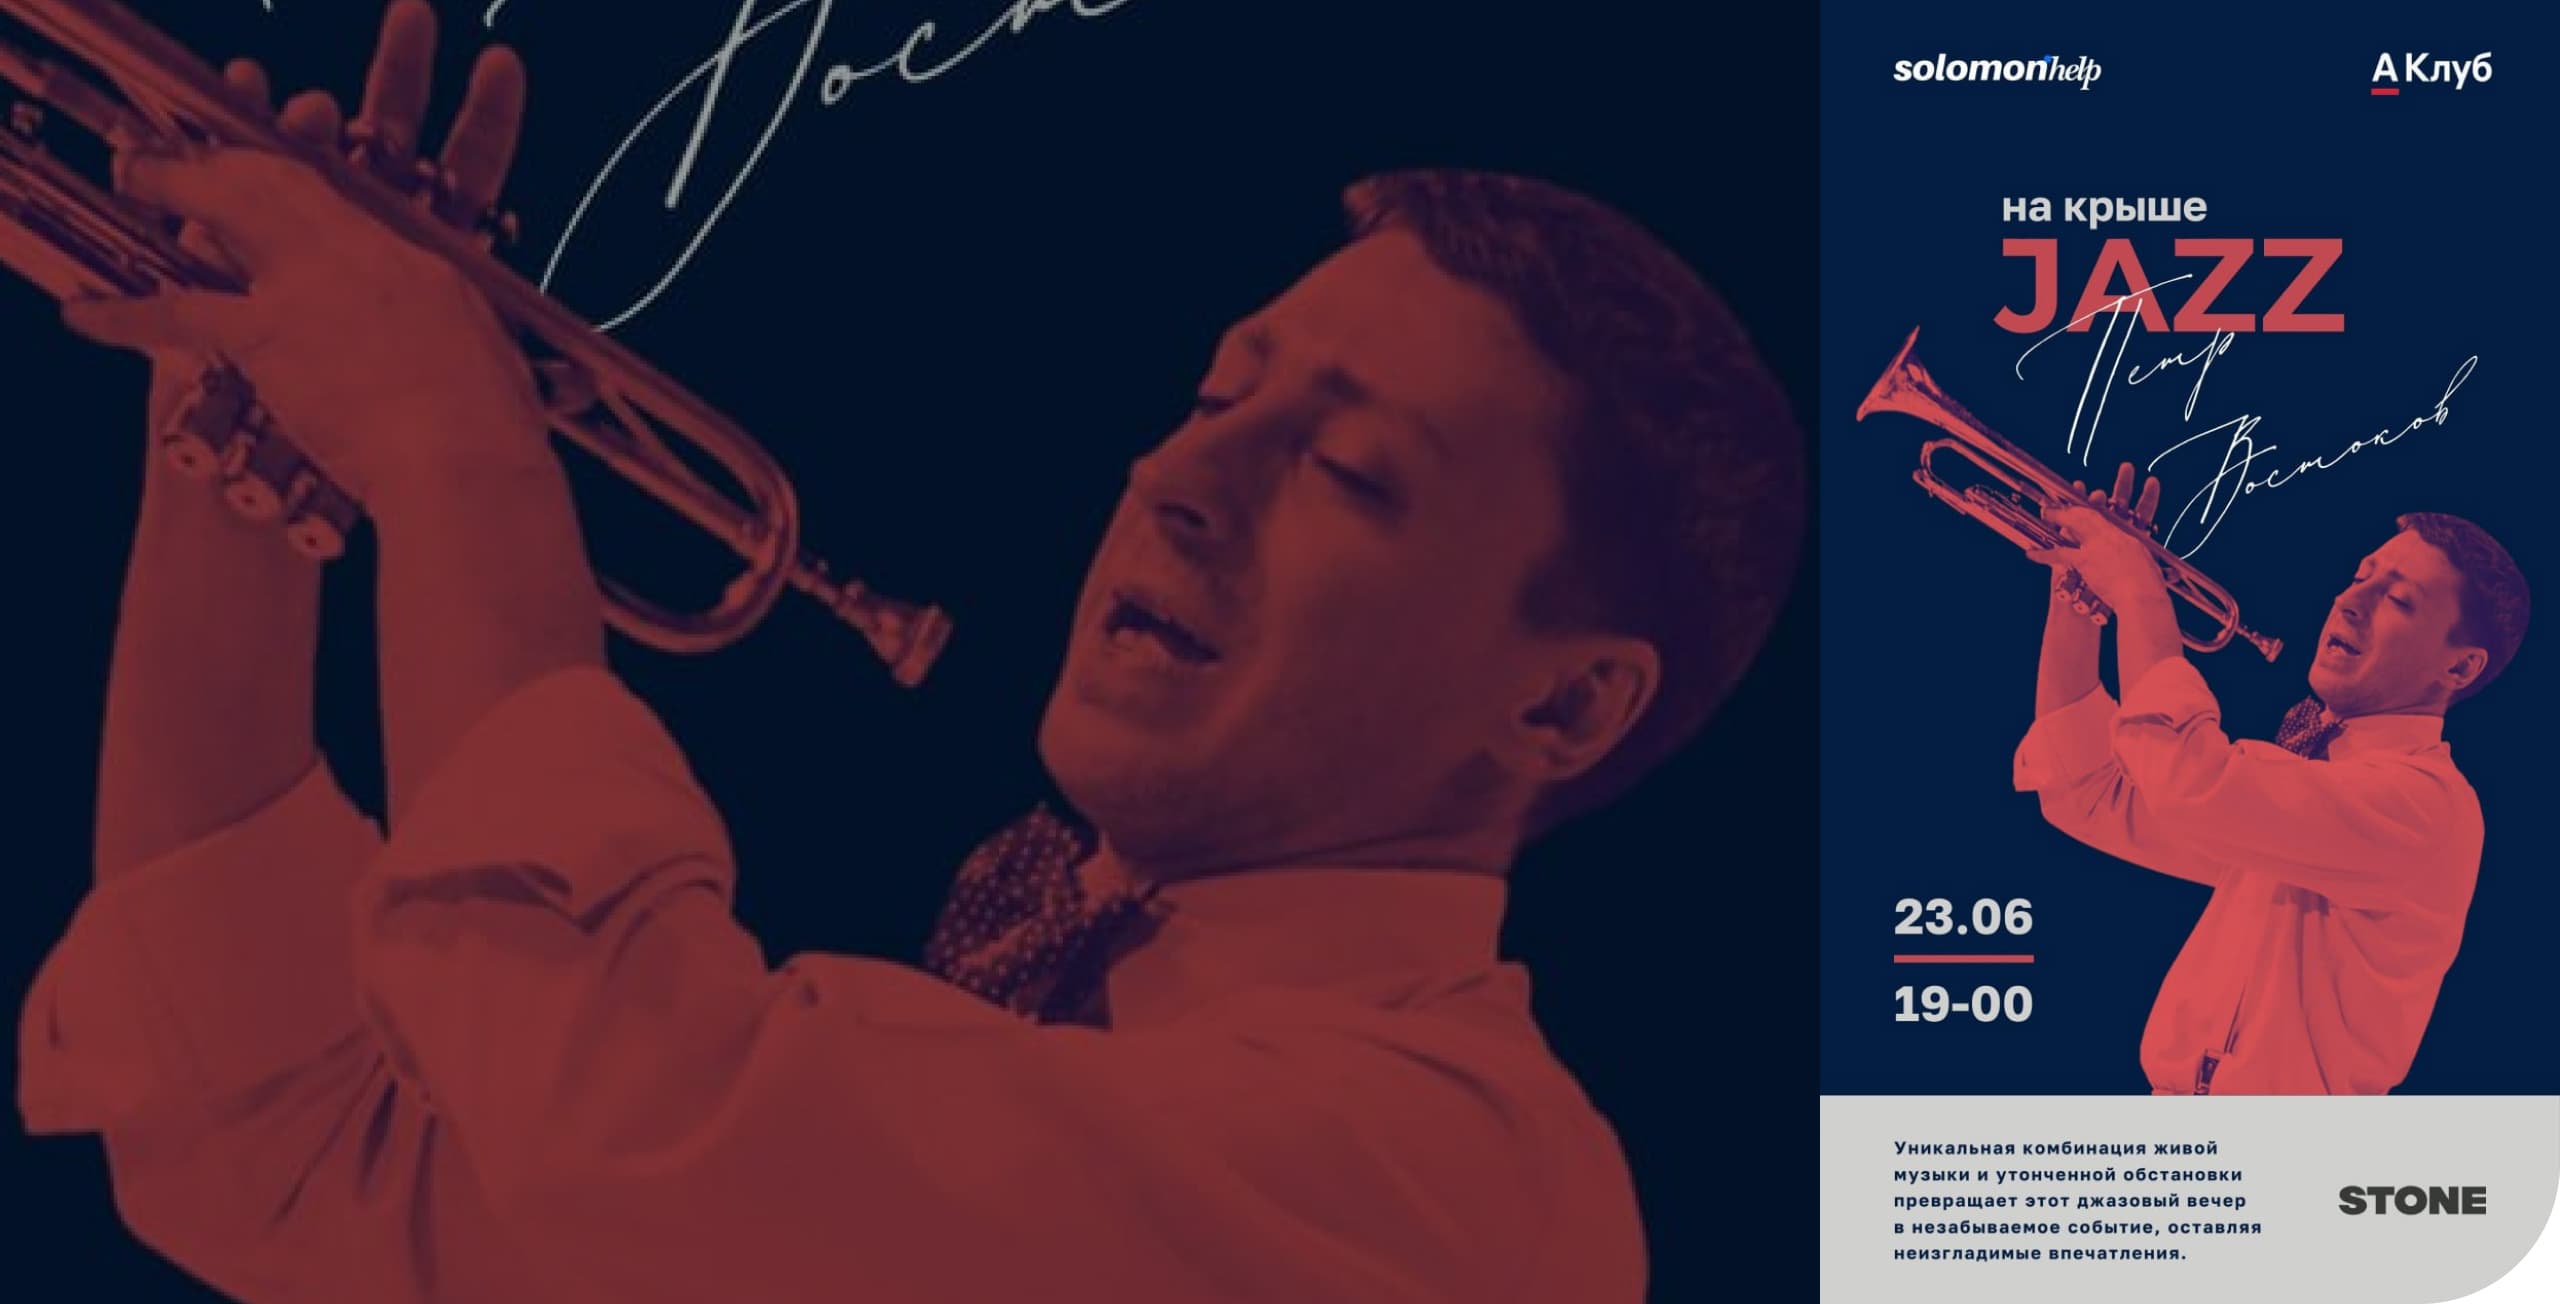 Вост
solomonhelp
А Клуб
на крыше
JAZZ
Петр
Востоков
23.06
19-00
Уникальная комбинация живой
музыки и утонченной обстановки
превращает этот джазовый вечер
в незабываемое событие, оставляя
неизгладимые впечатления.
STONE